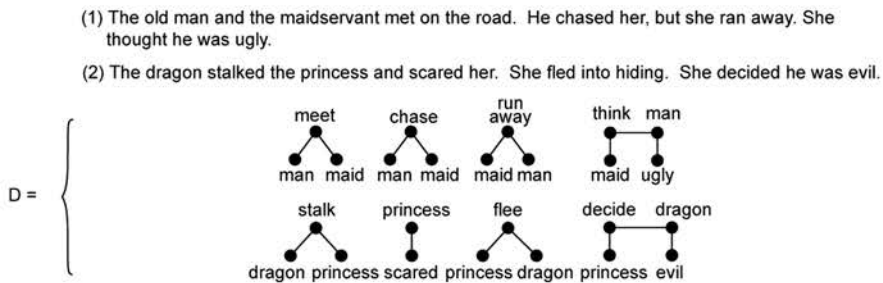 (1) The old man and the maidservant met on the road. He chased her, but she ran away. She
thought he was ugly.
(2) The dragon stalked the princess and scared her. She fled into hiding. She decided he was evil.
D =
meet chase run away think man
man maid man maid maid man maid ugly
stalk princess flee decide dragon
dragon princess scared princess dragon princess evil